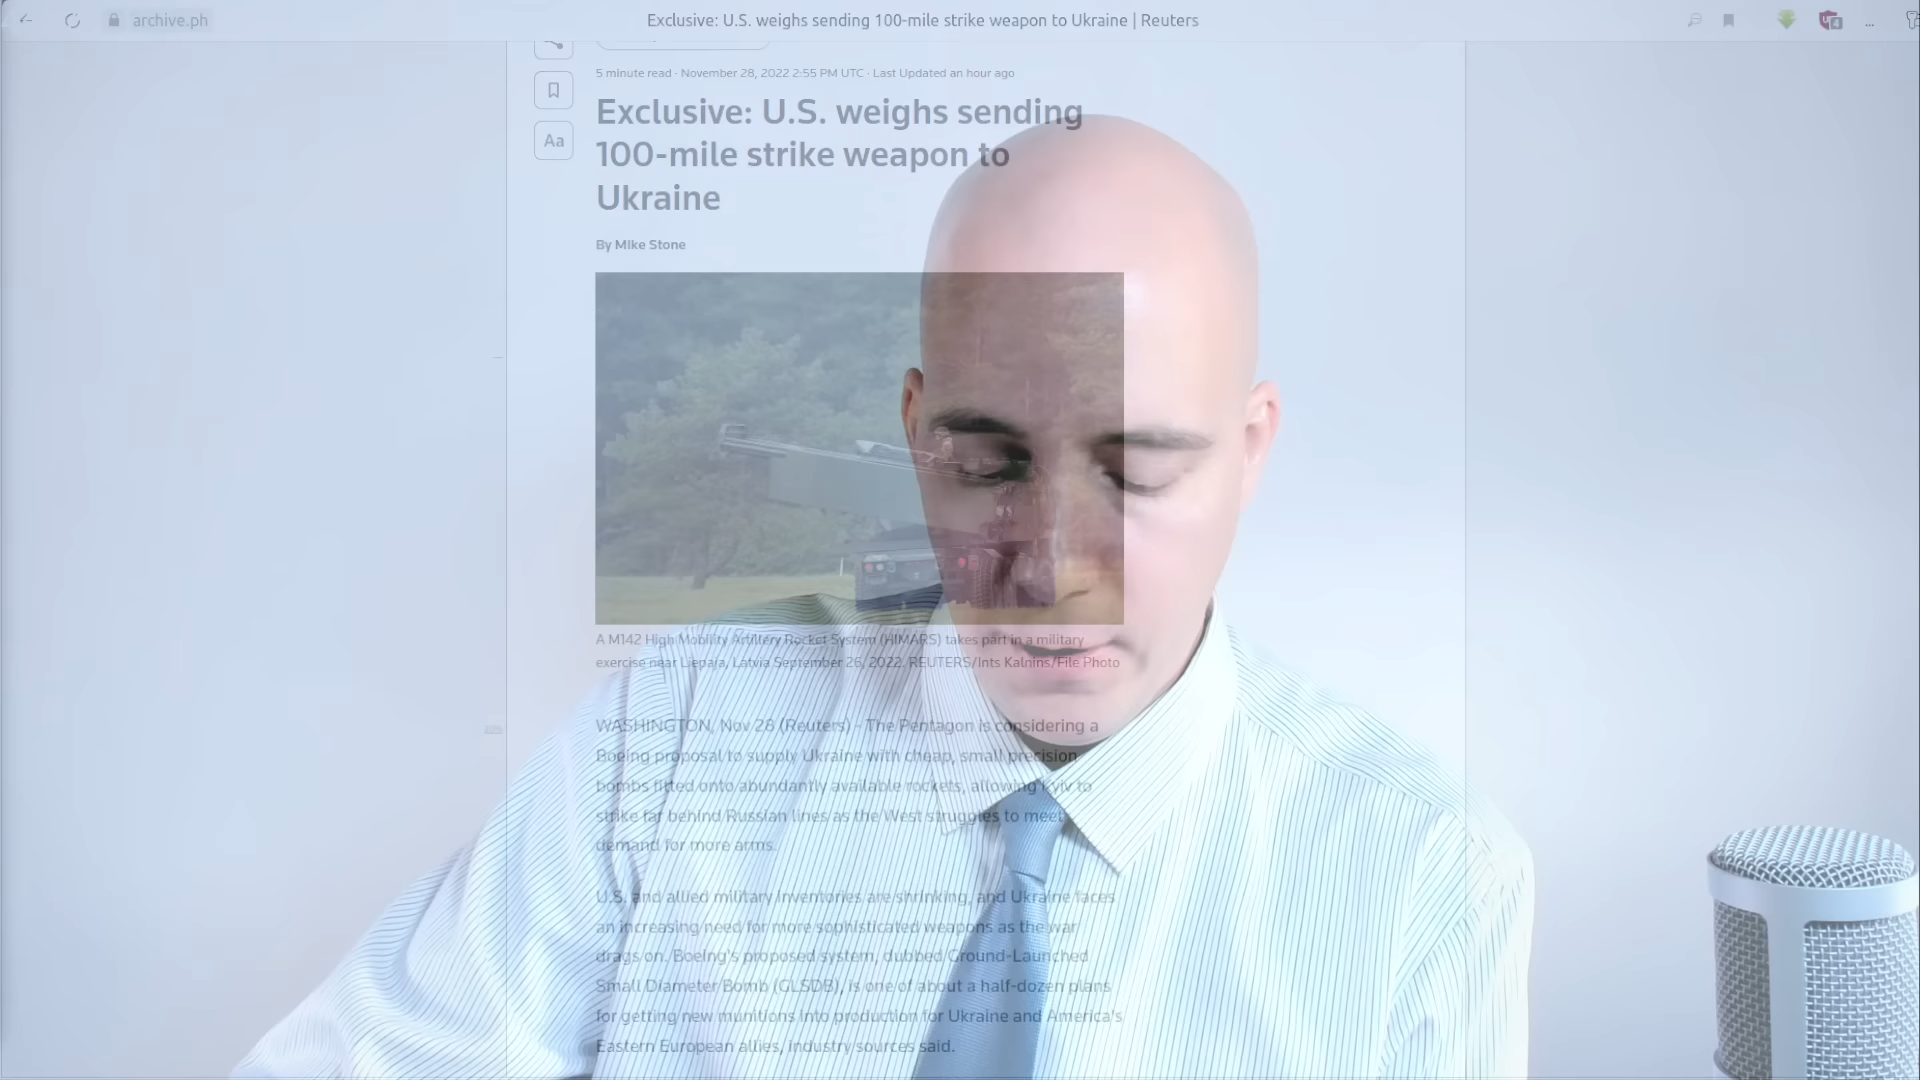 archive.ph
Exclusive: U.S. weighs sending 100-mile strike weapon to Ukraine | Reuters
4
...
5 minute read · November 28, 2022 2:55 PM UTC · Last Updated an hour ago
Aa
Exclusive: U.S. weighs sending
100-mile strike weapon to
Ukraine
By Mike Stone
A M142 High Mobility Artillery Rocket System (HIMARS) takes part in a military
exercise near Liepaja, Latvia September 26, 2022. REUTERS/Ints Kalnins/File Photo
WASHINGTON, Nov 28 (Reuters) - The Pentagon is considering a
Boeing proposal to supply Ukraine with cheap, small precision
bombs fitted onto abundantly available rockets, allowing Kyiv to
strike far behind Russian lines as the West struggles to meet
demand for more arms.
U.S. and allied military inventories are shrinking, and Ukraine faces
an increasing need for more sophisticated weapons as the war
drags on. Boeing's proposed system, dubbed Ground-Launched
Small Diameter Bomb (GLSDB), is one of about a half-dozen plans
for getting new munitions into production for Ukraine and America's
Eastern European allies, industry sources said.